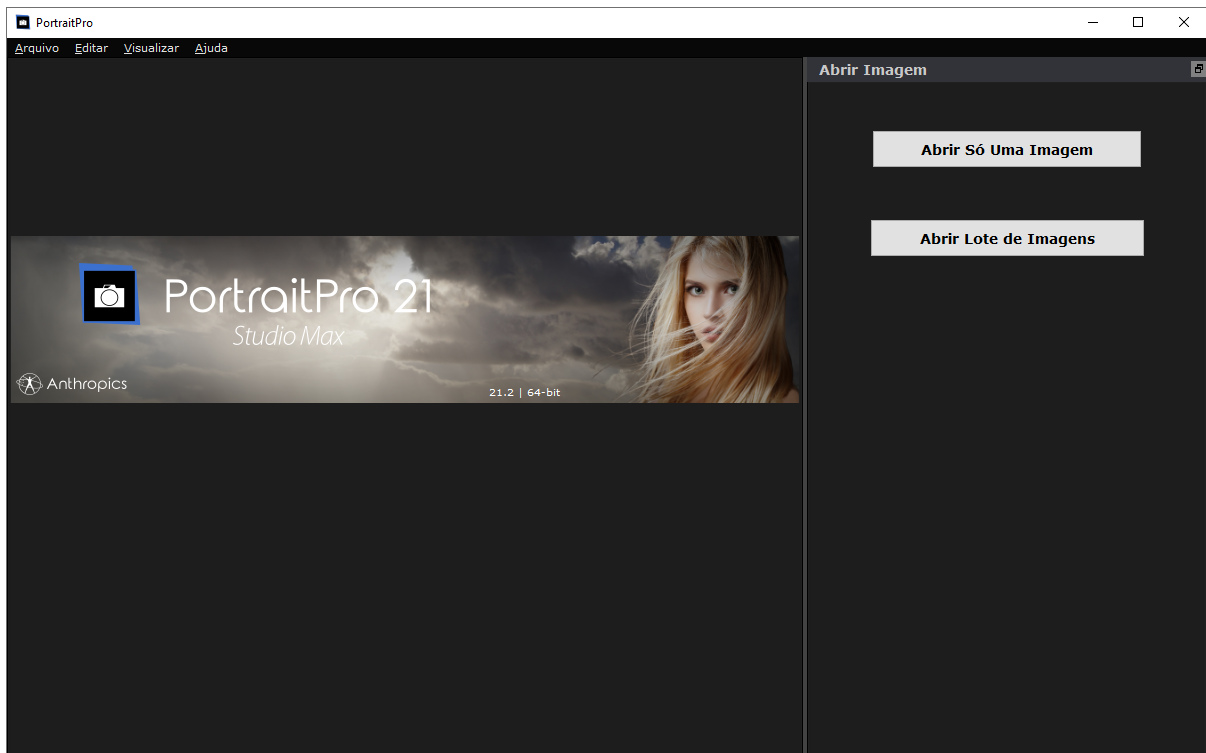 PortraitPro
Arquivo Editar Visualizar Ajuda
Abrir Imagem
Abrir Só Uma Imagem
Abrir Lote de Imagens
PortraitPro 21
Studio Max
Anthropics
21.2 | 64-bit